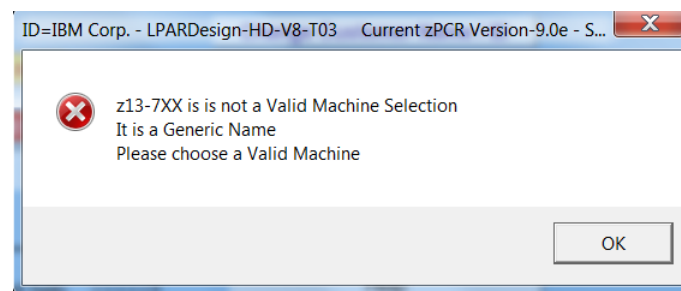 ID=IBM Corp. - LPARDesign-HD-V8-T03 Current zPCR Version-9.0e - S...
z13-7XX is is not a Valid Machine Selection
It is a Generic Name
Please choose a Valid Machine
OK